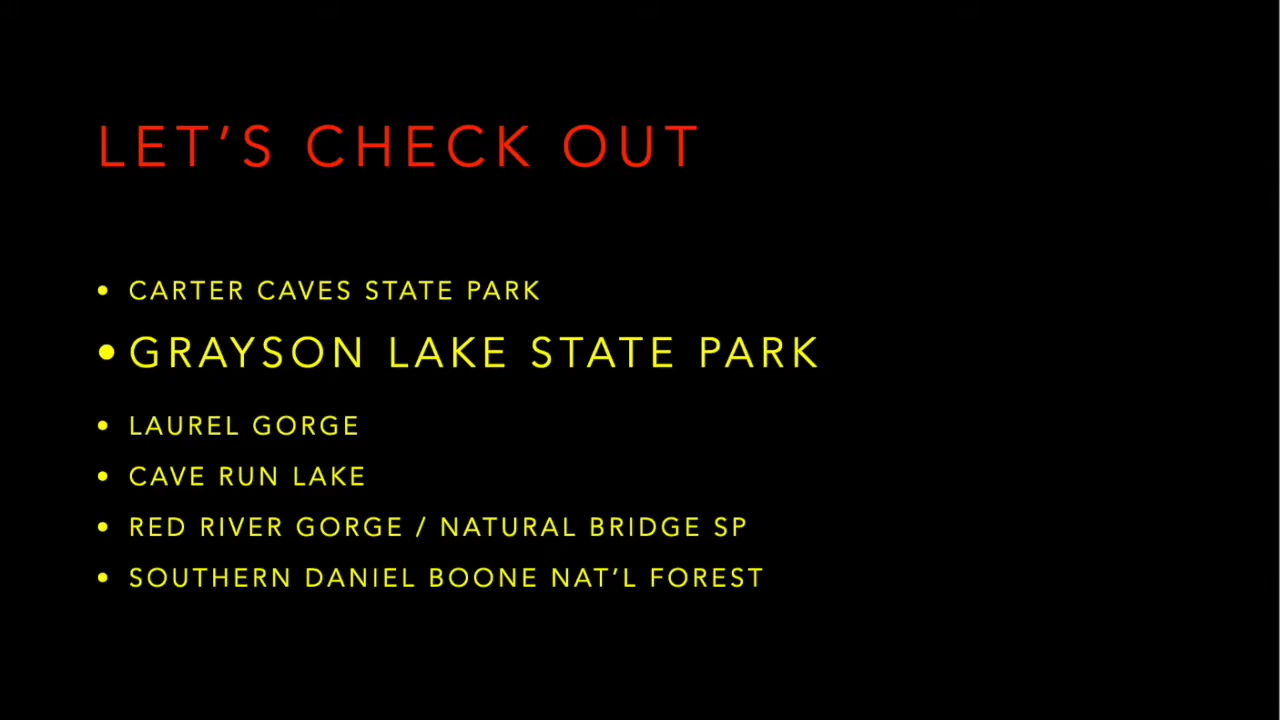 LET’S CHECK OUT
• CARTER CAVES STATE PARK
• GRAYSON LAKE STATE PARK
• LAUREL GORGE
• CAVE RUN LAKE
• RED RIVER GORGE / NATURAL BRIDGE SP
• SOUTHERN DANIEL BOONE NAT’L FOREST